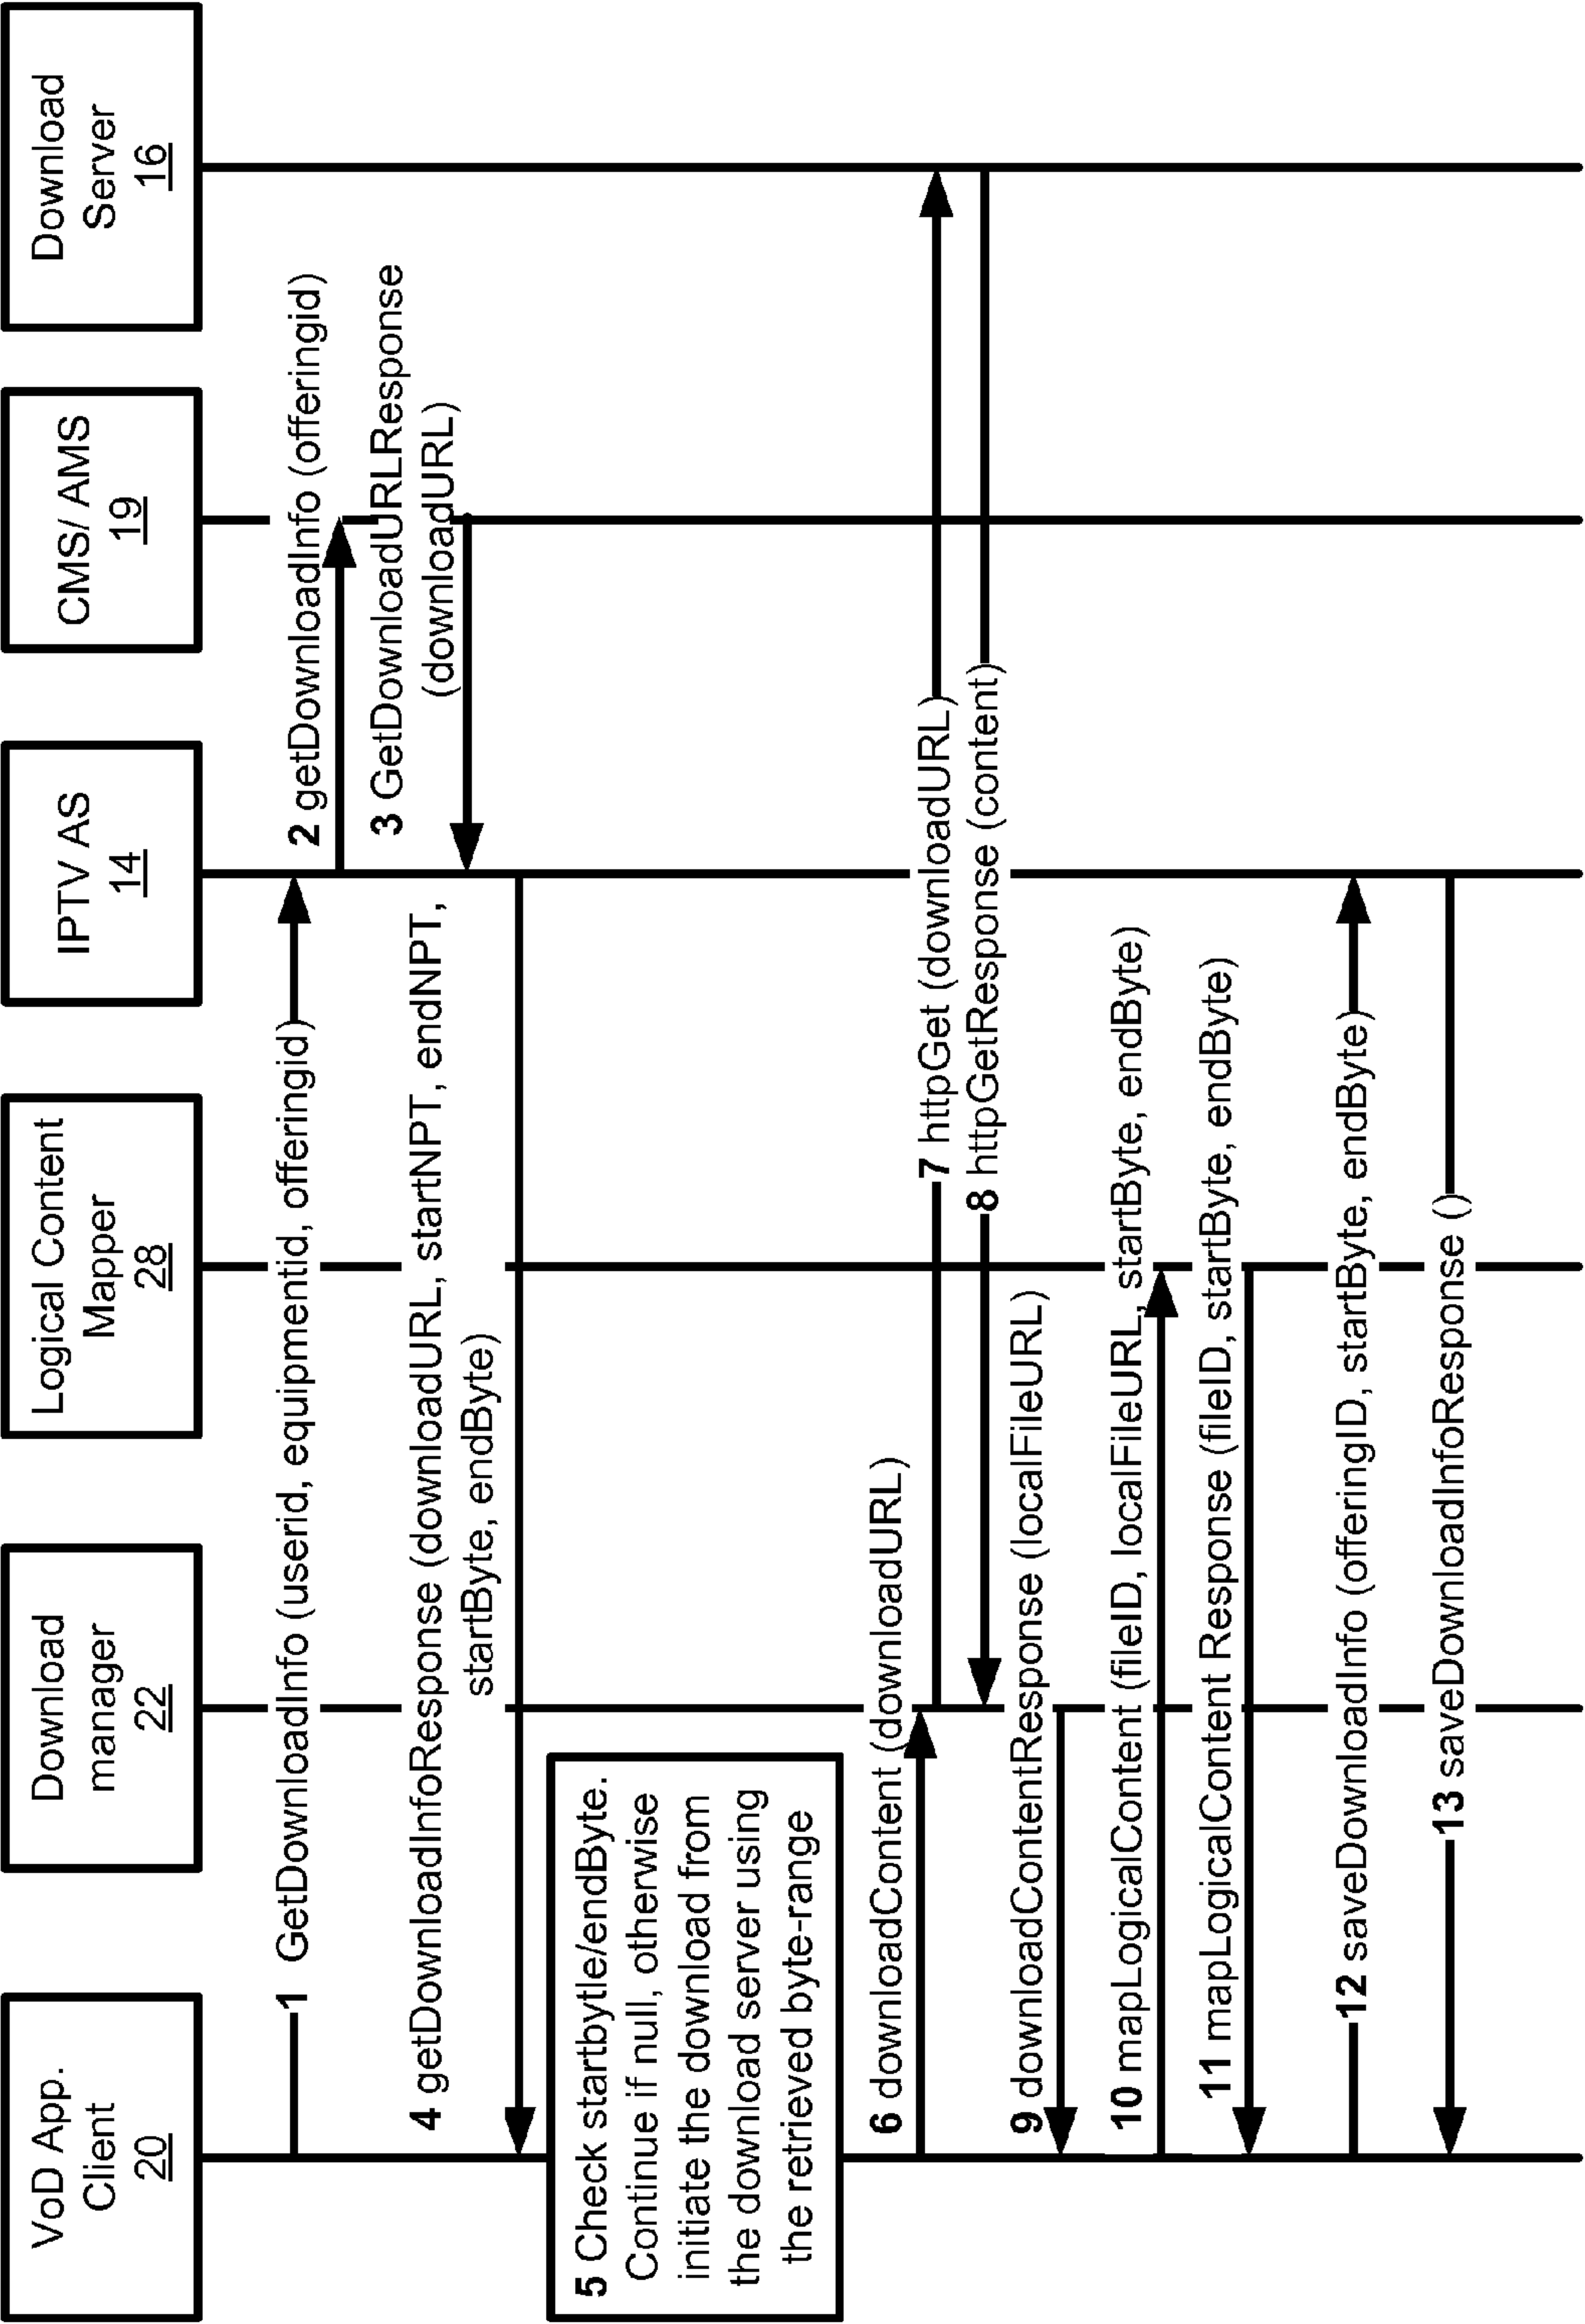 VoD App.
Client
20
Download
manager
22
Logical Content
Mapper
28
IPTV AS
14
CMS/ AMS
19
Download
Server
16
1 GetDownloadInfo (userid, equipmentid, offeringid)
2 getDownloadInfo (offeringid)
3 GetDownloadURLResponse
(downloadURL)
4 getDownloadInfoResponse (downloadURL, startNPT, endNPT,
startByte, endByte)
5 Check startbytle/endByte.
Continue if null, otherwise
initiate the download from
the download server using
the retrieved byte-range
6 downloadContent (downloadURL)
7 httpGet (downloadURL)
8 httpGetResponse (content)
9 downloadContentResponse (localFileURL)
10 mapLogicalContent (fileID, localFileURL, startByte, endByte)
11 mapLogicalContent Response (fileID, startByte, endByte)
12 saveDownloadInfo (offeringID, startByte, endByte)
13 saveDownloadInfoResponse ()